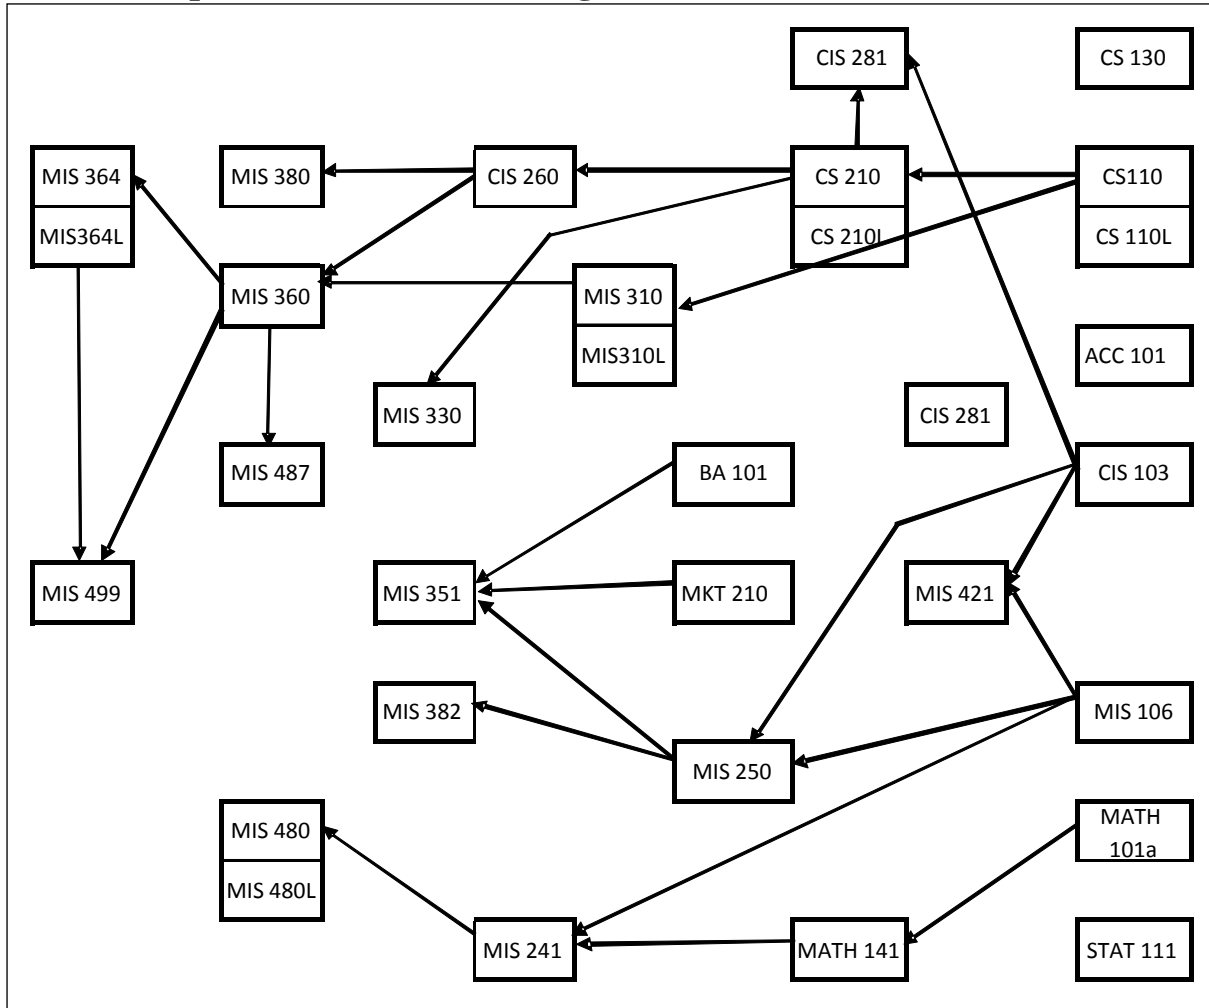 CIS 281
CS 130
MIS 364
MIS 380
CIS 260
CS 210
CS110
MIS364L
CS 210L
CS 110L
MIS 360
MIS 310
MIS310L
ACC 101
MIS 330
CIS 281
MIS 487
BA 101
CIS 103
MIS 499
MIS 351
MKT 210
MIS 421
MIS 382
MIS 106
MIS 250
MIS 480
MATH
101a
MIS 480L
MIS 241
MATH 141
STAT 111